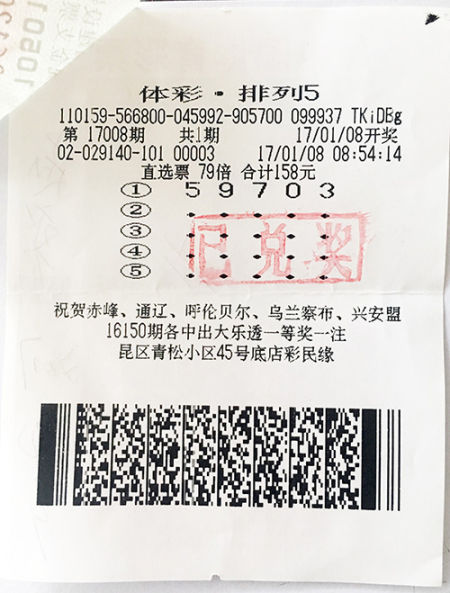 体彩·排列5
110159-566800-045992-905700 099937 TKiDBg
第 17008期 共1期 17/01/08开奖
02-029140-101 00003 17/01/08 08:54:14
直选票 79倍 合计158元
① 5 9 7 0 3
②
③
④
⑤
已兑奖
祝贺赤峰、通辽、呼伦贝尔、乌兰察布、兴安盟
16150期各中出大乐透一等奖一注
昆区青松小区45号底店彩民缘
10501